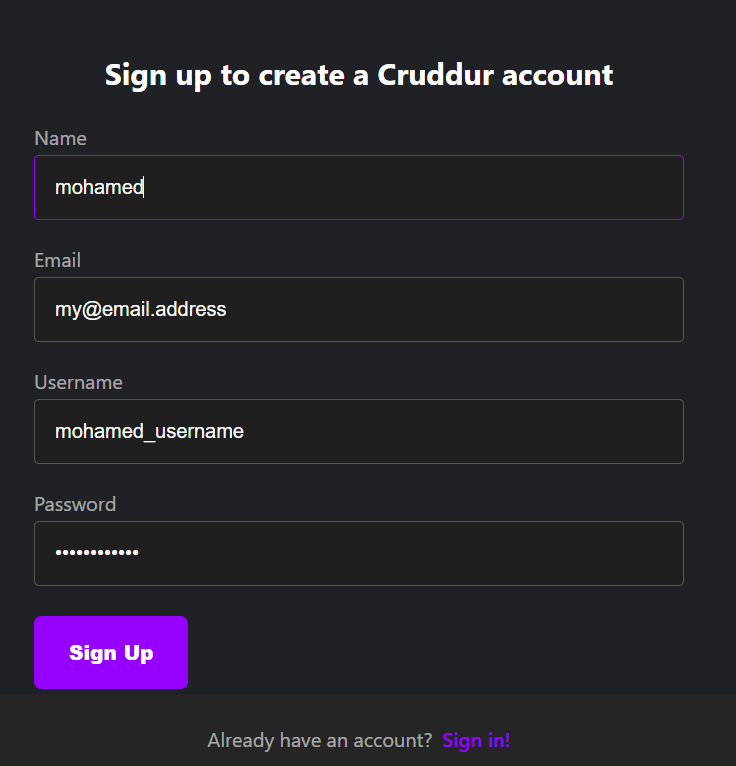 Sign up to create a Cruddur account
Name
mohamed
Email
my@email.address
Username
mohamed_username
Password
••••••••••••
Sign Up
Already have an account? Sign in!